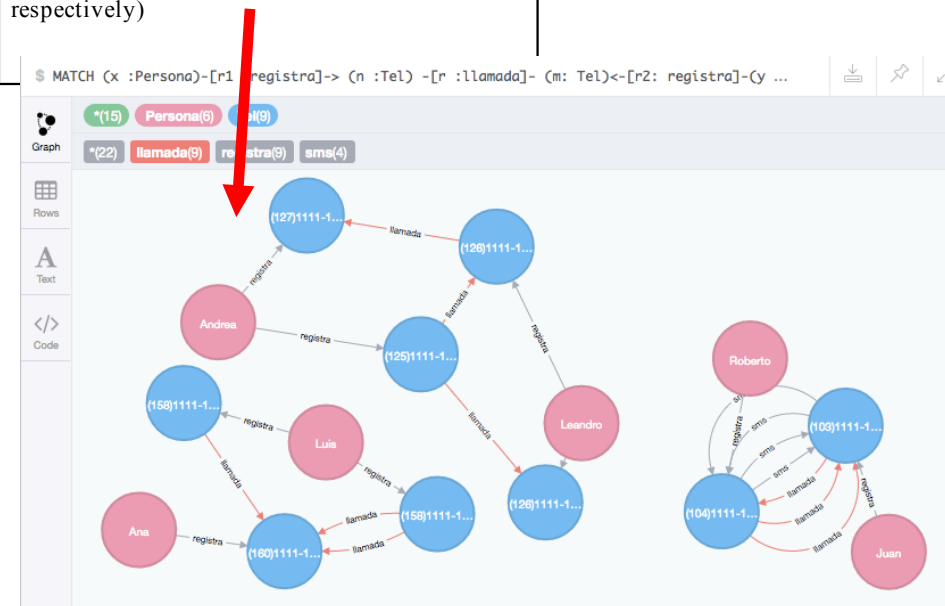 respectively)
$ MATCH (x :Persona)-[r1 :registra]-> (n :Tel) -[r :llamada]- (m: Tel)<-[r2: registra]-(y ...
*(15) Persona(6)
Graph
*(22) llamada(9) sms(4)
Rows
Text
Code
(127)1111-1...
llamada
(126)1111-1...
registra
Andrea
registra
llamada
(125)1111-1...
registra
Roberto
(158)1111-1...
registra
Leandro
sms
(103)1111-1...
llamada
Luis
llamada
registra
sms
sms
registra
llamada
registra
(158)1111-1...
(126)1111-1...
(104)1111-1...
llamada
Ana
registra
llamada
llamada
(160)1111-1...
llamada
Juan